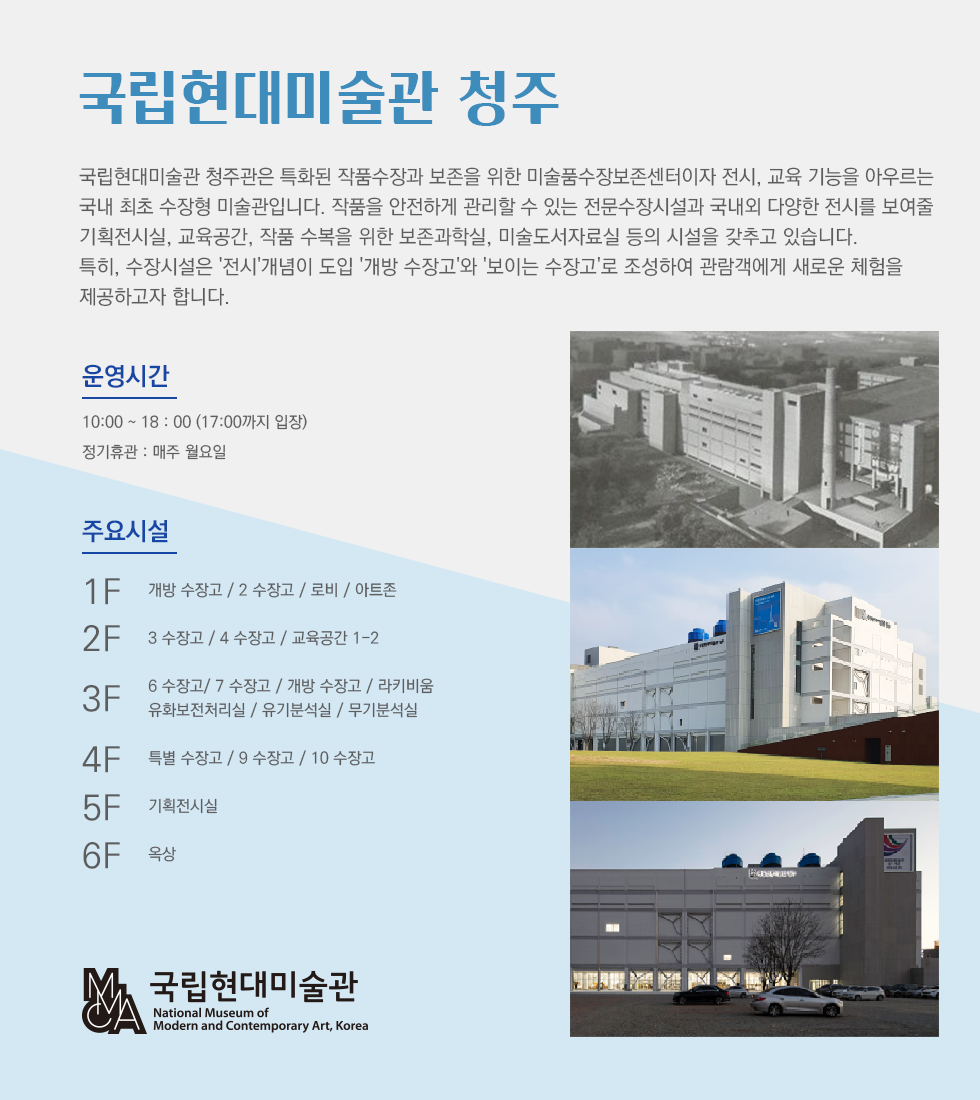 국립현대미술관 청주
국립현대미술관 청주관은 특화된 작품수장과 보존을 위한 미술품수장보존센터이자 전시, 교육 기능을 아우르는
국내 최초 수장형 미술관입니다. 작품을 안전하게 관리할 수 있는 전문수장시설과 국내외 다양한 전시를 보여줄
기획전시실, 교육공간, 작품 수복을 위한 보존과학실, 미술도서자료실 등의 시설을 갖추고 있습니다.
특히, 수장시설은 '전시'개념이 도입 '개방 수장고'와 '보이는 수장고'로 조성하여 관람객에게 새로운 체험을
제공하고자 합니다.
운영시간
10:00 ~ 18 : 00 (17:00까지 입장)
정기휴관 : 매주 월요일
주요시설
1F 개방 수장고 / 2 수장고 / 로비 / 아트존
2F 3 수장고 / 4 수장고 / 교육공간 1-2
3F 6 수장고/ 7 수장고 / 개방 수장고 / 라키비움
유화보전처리실 / 유기분석실 / 무기분석실
4F 특별 수장고 / 9 수장고 / 10 수장고
5F 기획전시실
6F 옥상
MMCA 국립현대미술관
National Museum of
Modern and Contemporary Art, Korea